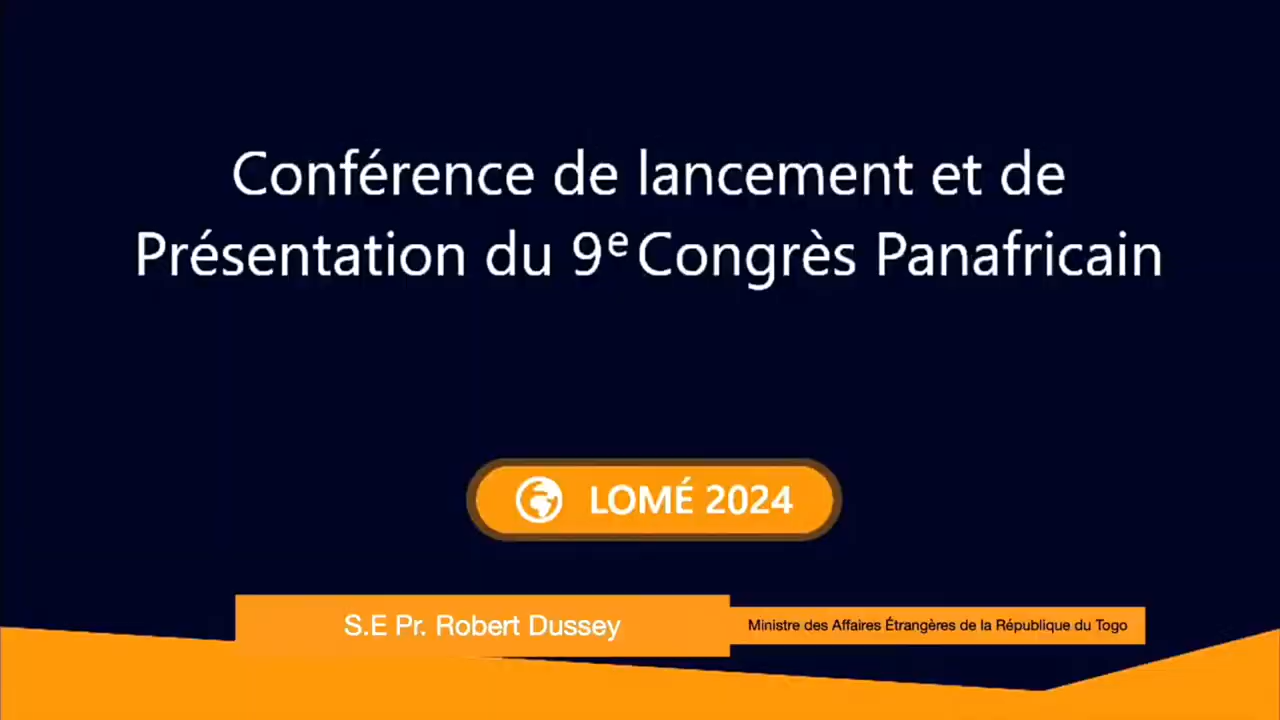 Conférence de lancement et de
Présentation du 9e Congrès Panafricain
LOMÉ 2024
S.E Pr. Robert Dussey
Ministre des Affaires Étrangères de la République du Togo